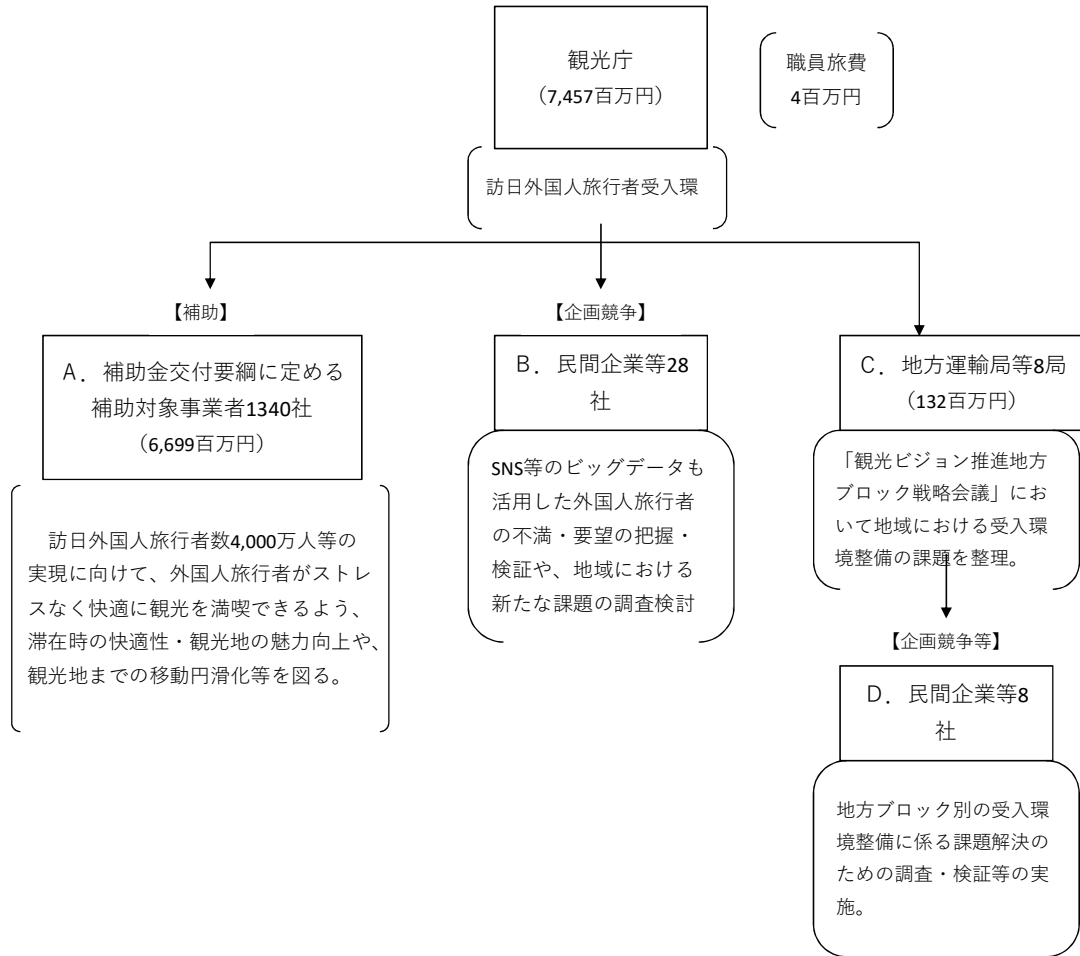 観光庁
（7,457百万円）
職員旅費
4百万円
訪日外国人旅行者受入環
【補助】
A．補助金交付要綱に定める
補助対象事業者1340社
（6,699百万円）
訪日外国人旅行者数4,000万人等の
実現に向けて、外国人旅行者がストレ
スなく快適に観光を満喫できるよう、
滞在時の快適性・観光地の魅力向上や、
観光地までの移動円滑化等を図る。
【企画競争】
B．民間企業等28
社
SNS等のビッグデータも
活用した外国人旅行者
の不満・要望の把握・
検証や、地域における
新たな課題の調査検討
C．地方運輸局等8局
（132百万円）
「観光ビジョン推進地方
ブロック戦略会議」にお
いて地域における受入環
境整備の課題を整理。
【企画競争等】
D．民間企業等8
社
地方ブロック別の受入環
境整備に係る課題解決の
ための調査・検証等の実
施。